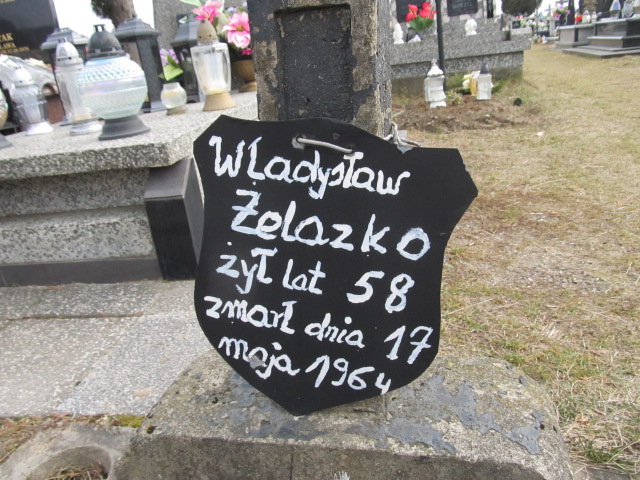 Władysław
Żelazko
żył lat 58
zmarł dnia 17
maja 1964